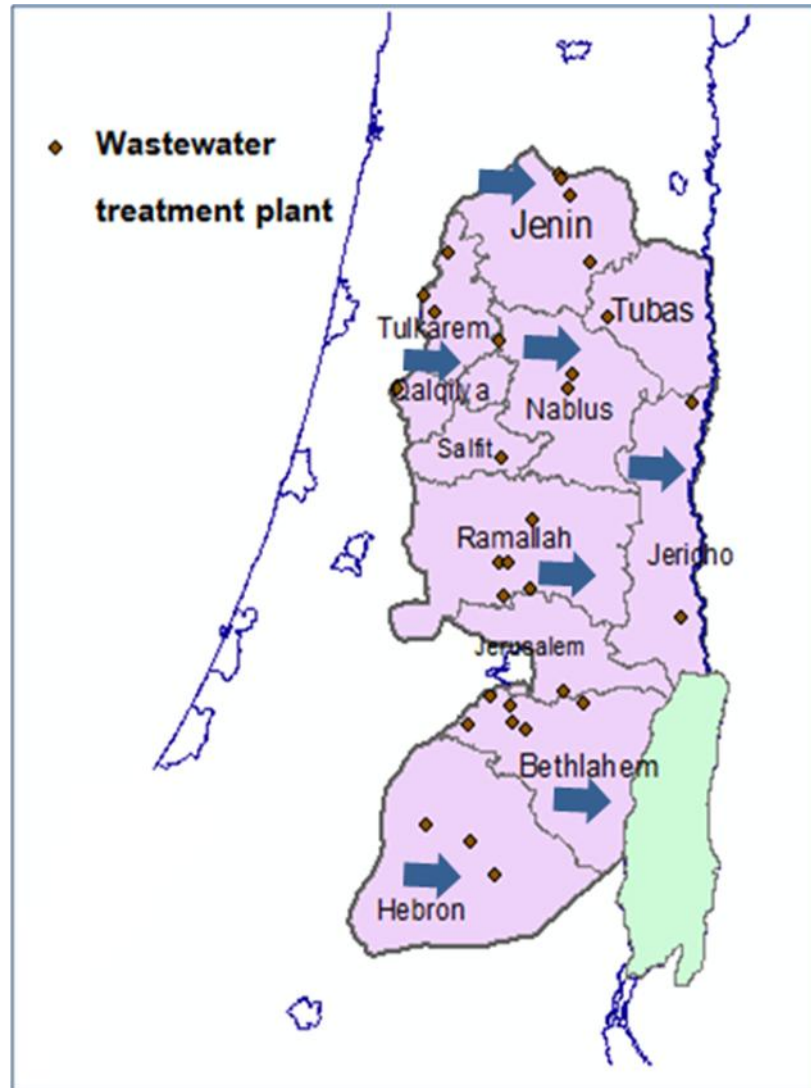 Wastewater
treatment plant
Jenin
Tubas
Tulkarem
Qalqilya
Nablus
Salfit
Ramallah
Jericho
Jerusalem
Bethlahem
Hebron